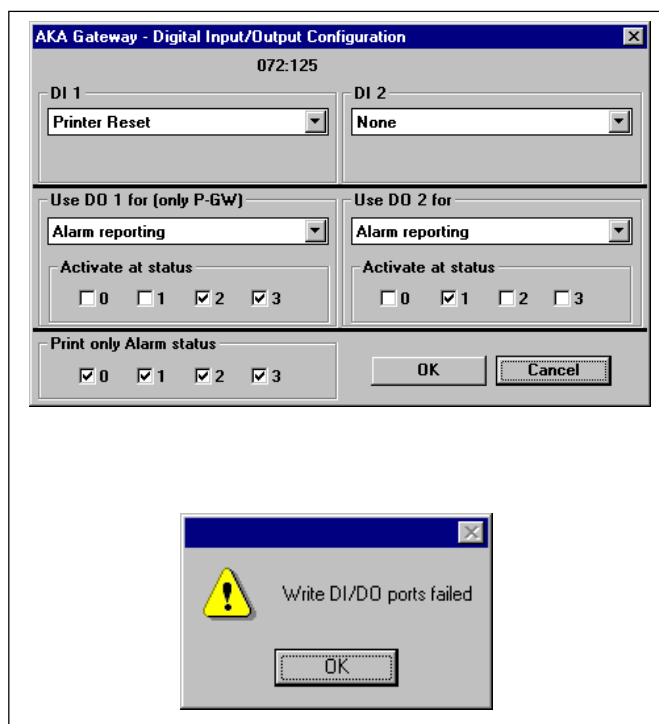 AKA Gateway - Digital Input/Output Configuration
072:125
DI 1
DI 2
Printer Reset
None
Use DO 1 for (only P-GW)
Use DO 2 for
Alarm reporting
Alarm reporting
Activate at status
Activate at status
0 1 2 3
0 1 2 3
Print only Alarm status
0 1 2 3
OK
Cancel
Write DI/DO ports failed
OK